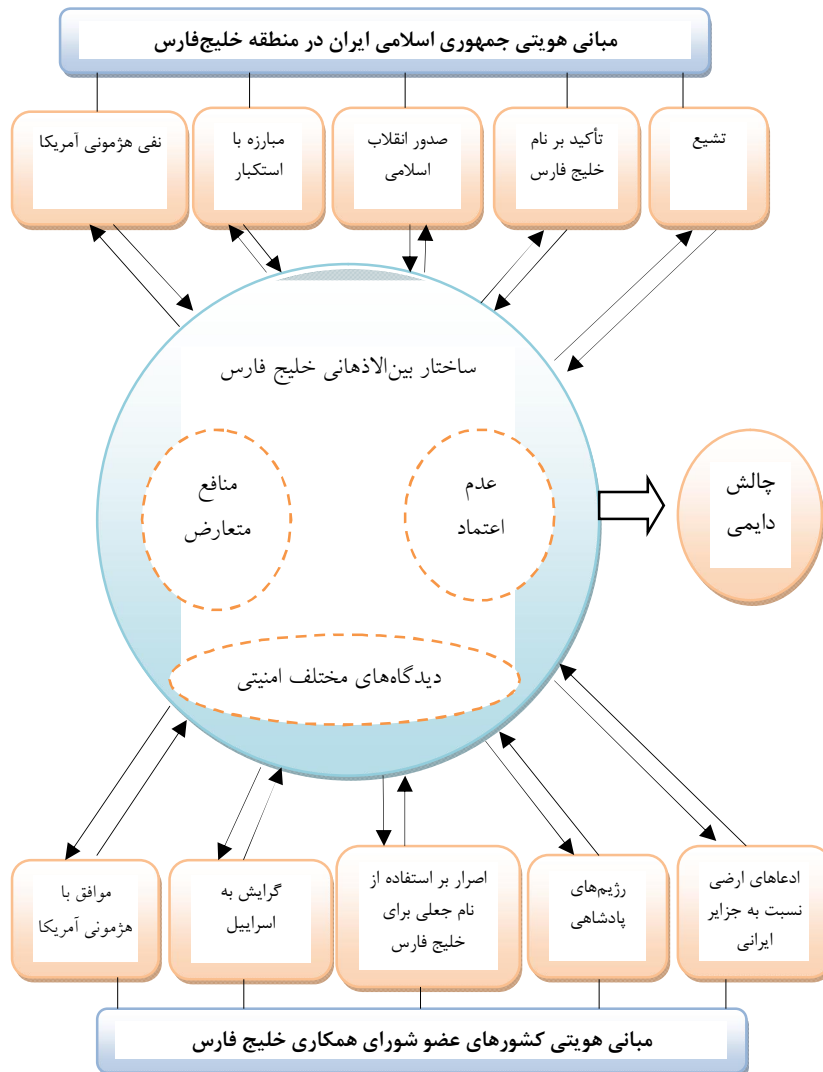 مبانی هویتی جمهوری اسلامی ایران در منطقه خلیج‌فارس
تشیع
تأکید بر نام
خلیج فارس
صدور انقلاب
اسلامی
مبارزه با
استکبار
نفی هژمونی آمریکا
ساختار بین‌الاذهانی خلیج فارس
عدم
اعتماد
منافع
متعارض
دیدگاه‌های مختلف امنیتی
چالش
دایمی
ادعاهای ارضی
نسبت به جزایر
ایرانی
رژیم‌های
پادشاهی
اصرار بر استفاده از
نام جعلی برای
خلیج فارس
گرایش به
اسراییل
موافق با
هژمونی آمریکا
مبانی هویتی کشورهای عضو شورای همکاری خلیج فارس